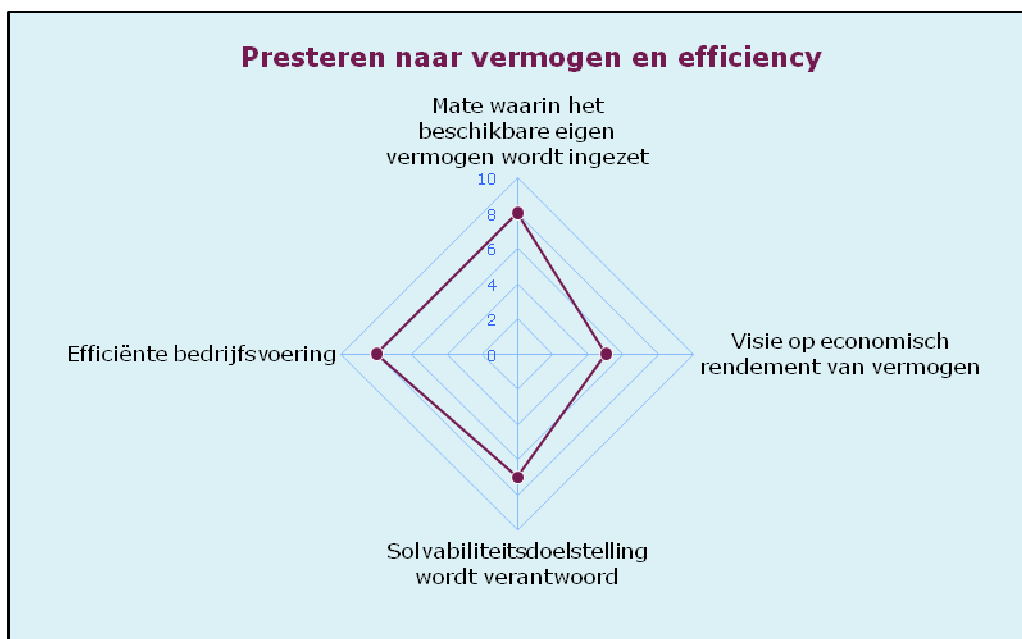 Presteren naar vermogen en efficiency
Mate waarin het
beschikbare eigen
vermogen wordt ingezet
10
8
6
4
2
0
Efficiënte bedrijfsvoering
Visie op economisch
rendement van vermogen
Solvabiliteitsdoelstelling
wordt verantwoord